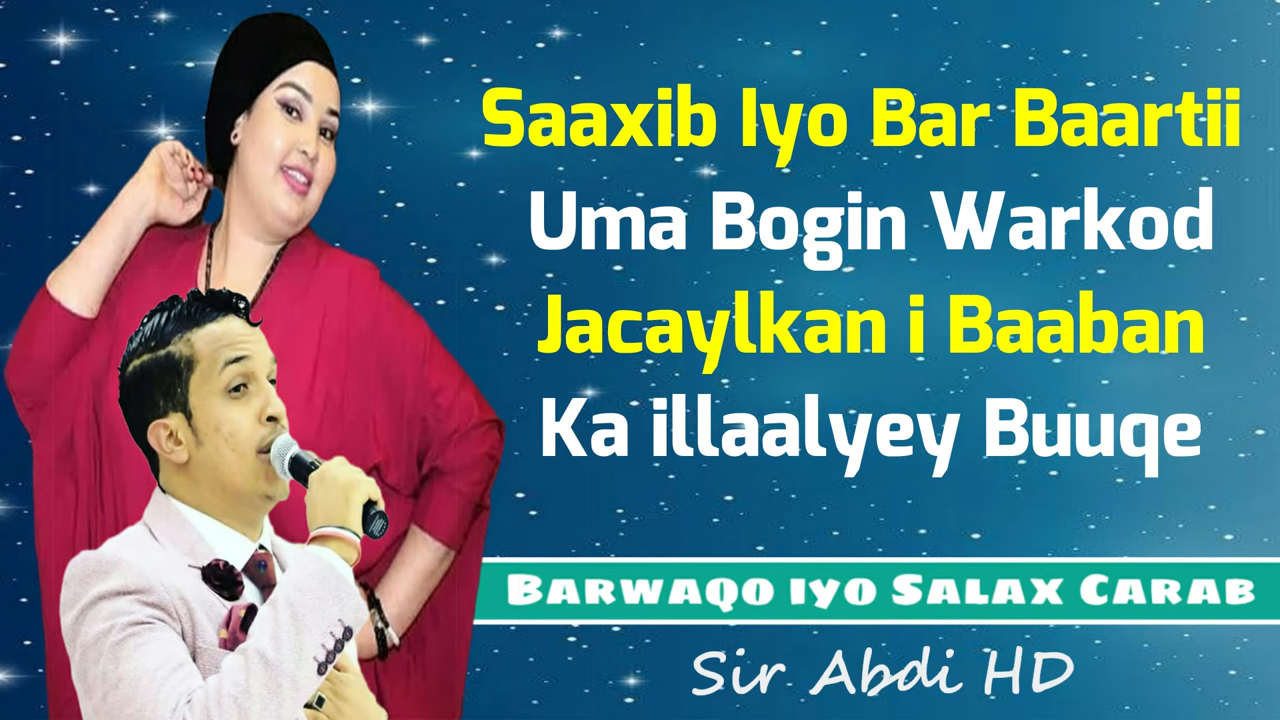 Saaxib Iyo Bar Baartii
Uma Bogin Warkod
Jacaylkan i Baaban
Ka illaalyey Buuqe
Barwaqo iyo Salax Carab
Sir Abdi HD